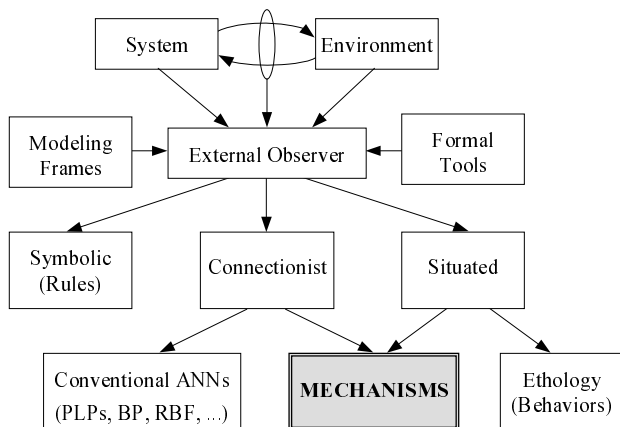 System
Environment
Modeling
Frames
External Observer
Formal
Tools
Symbolic
(Rules)
Connectionist
Situated
Conventional ANNs
(PLPs, BP, RBF, ...)
MECHANISMS
Ethology
(Behaviors)